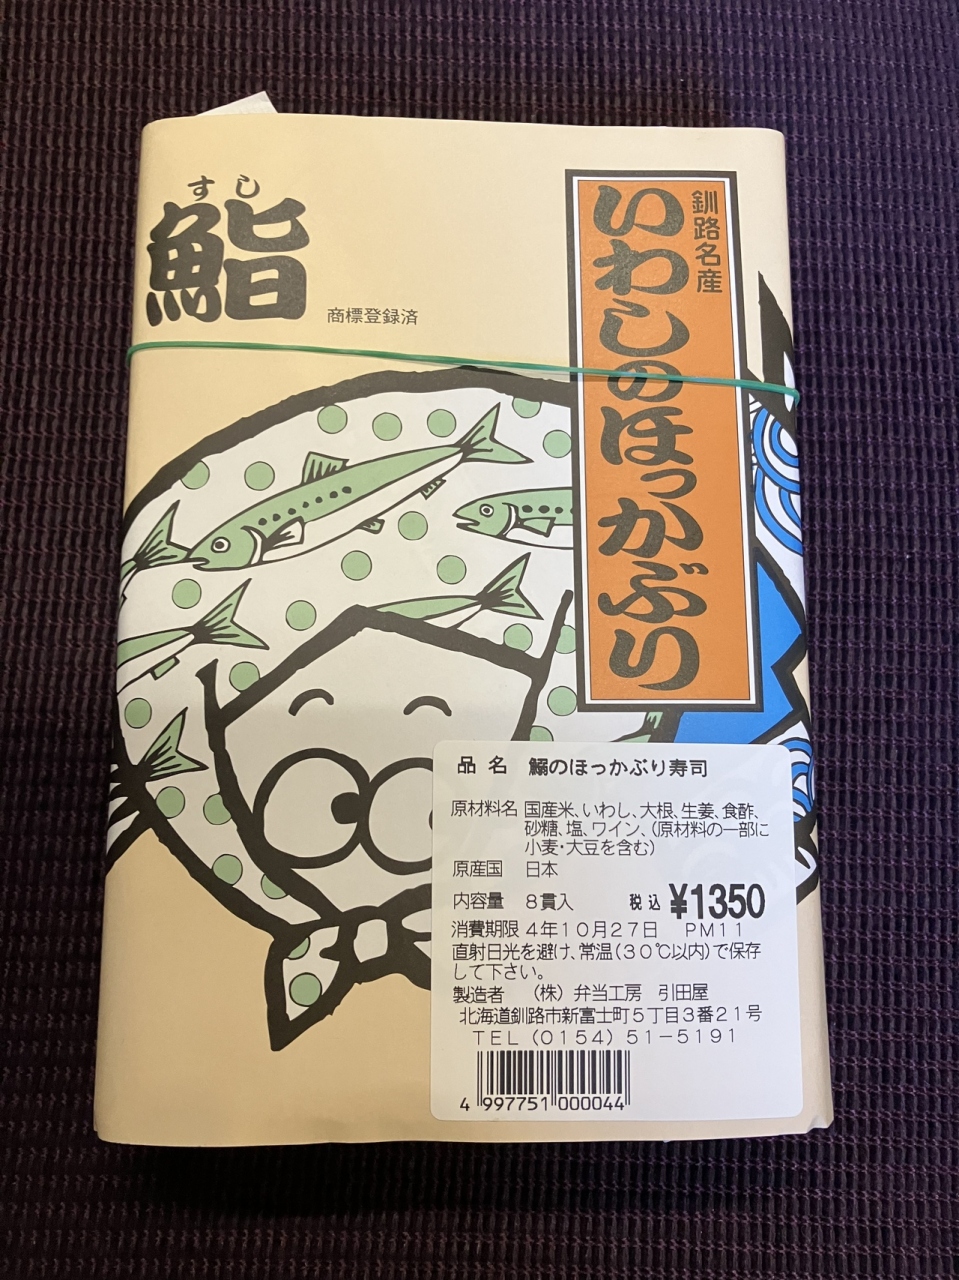 すし
鮨
商標登録済
釧路名産
いわしのほっかぶり
品名 鰯のほっかぶり寿司
原材料名 国産米、いわし、大根、生姜、食酢、
砂糖、塩、ワイン、(原材料の一部に
小麦・大豆を含む)
原産国 日本
内容量 8貫入 税込 ¥1350
消費期限 4年10月27日 PM11
直射日光を避け、常温(30℃以内)で保存
して下さい。
製造者 (株)弁当工房 引田屋
北海道釧路市新富士町5丁目3番21号
TEL(0154)51-5191
4 997751 000044